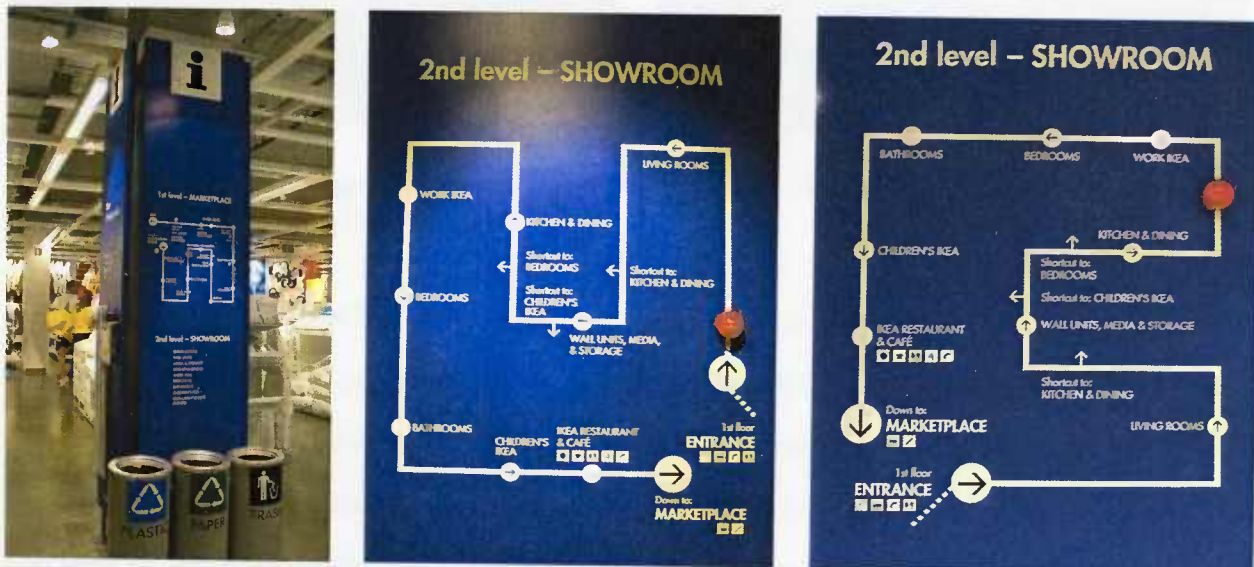 i
1st level – MARKETPLACE
2nd level – SHOWROOM
PLASTIC
PAPER
TRASH
2nd level – SHOWROOM
LIVING ROOMS
WORK IKEA
KITCHEN & DINING
Shortcut to:
BEDROOMS
Shortcut to:
KITCHEN & DINING
Shortcut to:
CHILDREN'S
IKEA
BEDROOMS
WALL UNITS, MEDIA,
& STORAGE
BATHROOMS
CHILDREN'S
IKEA
IKEA RESTAURANT
& CAFÉ
1st floor
ENTRANCE
Down to:
MARKETPLACE
2nd level – SHOWROOM
BATHROOMS
BEDROOMS
WORK IKEA
KITCHEN & DINING
CHILDREN'S IKEA
Shortcut to:
BEDROOMS
Shortcut to: CHILDREN'S IKEA
WALL UNITS, MEDIA & STORAGE
IKEA RESTAURANT
& CAFÉ
Shortcut to:
KITCHEN & DINING
Down to:
MARKETPLACE
LIVING ROOMS
1st floor
ENTRANCE